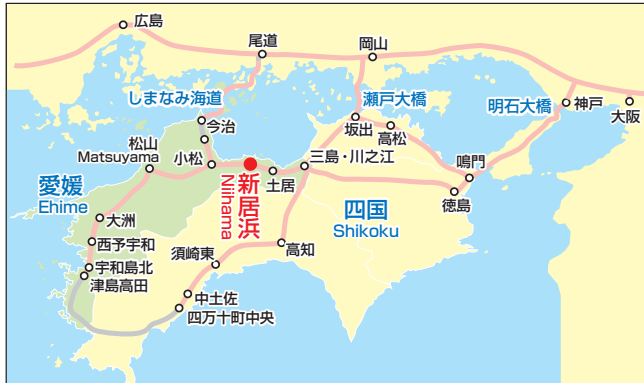 広島
尾道
岡山
しまなみ海道
瀬戸大橋
明石大橋
神戸
大阪
今治
坂出
高松
松山
Matsuyama
小松
三島・川之江
鳴門
土居
徳島
新居浜
Niihama
愛媛
Ehime
四国
Shikoku
大洲
西予宇和
須崎東
高知
宇和島北
津島高田
中土佐
四万十町中央